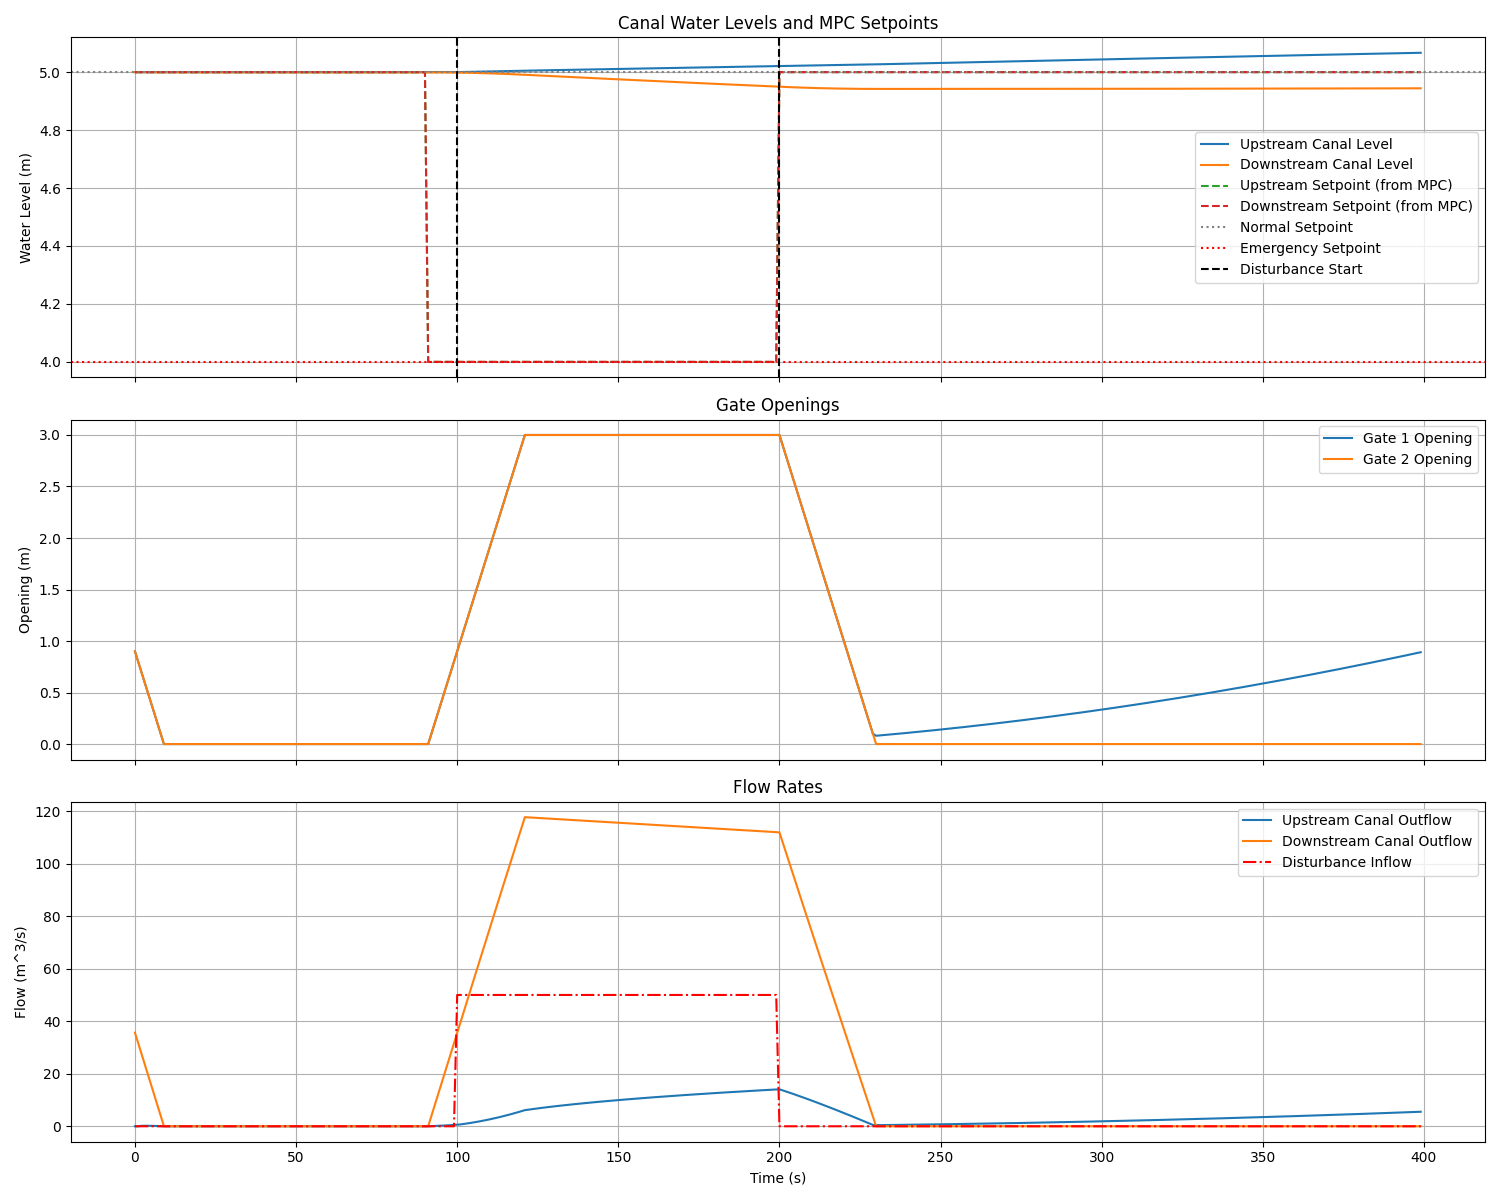 Canal Water Levels and MPC Setpoints
Water Level (m)
5.0
4.8
4.6
4.4
4.2
4.0
Upstream Canal Level
Downstream Canal Level
Upstream Setpoint (from MPC)
Downstream Setpoint (from MPC)
Normal Setpoint
Emergency Setpoint
Disturbance Start
Gate Openings
Opening (m)
3.0
2.5
2.0
1.5
1.0
0.5
0.0
Gate 1 Opening
Gate 2 Opening
Flow Rates
Flow (m^3/s)
120
100
80
60
40
20
0
Upstream Canal Outflow
Downstream Canal Outflow
Disturbance Inflow
0 50 100 150 200 250 300 350 400
Time (s)